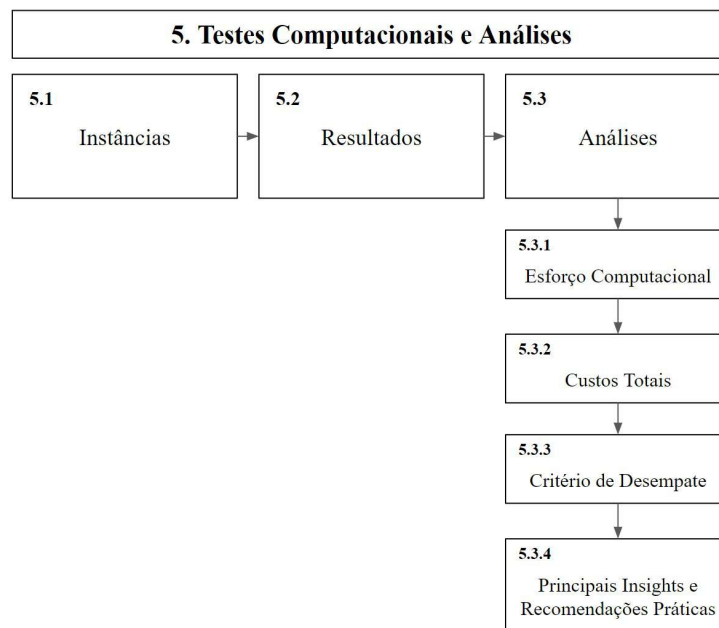 5. Testes Computacionais e Análises
5.1
Instâncias
5.2
Resultados
5.3
Análises
5.3.1
Esforço Computacional
5.3.2
Custos Totais
5.3.3
Critério de Desempate
5.3.4
Principais Insights e
Recomendações Práticas